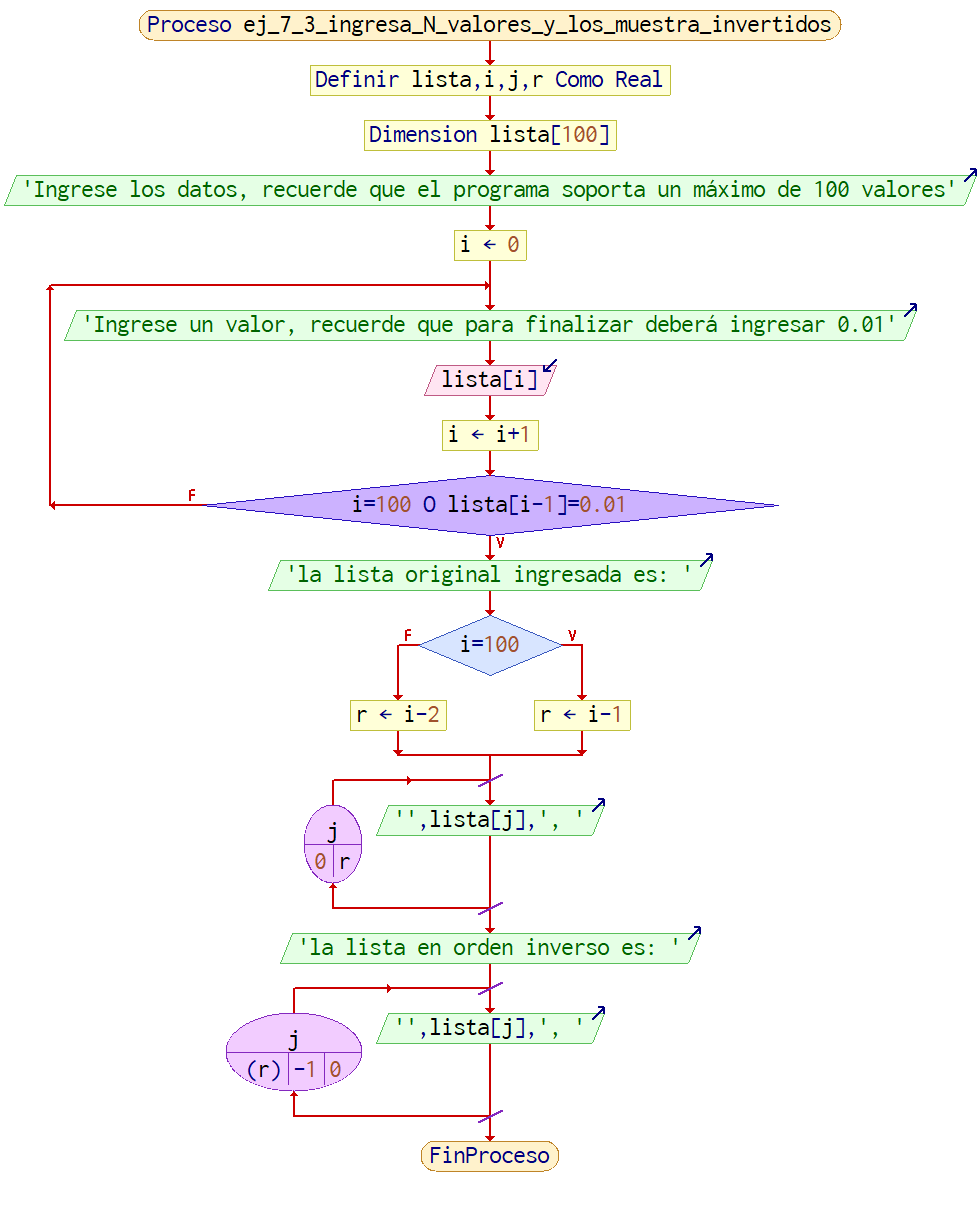 Proceso ej_7_3_ingresa_N_valores_y_los_muestra_invertidos
Definir lista,i,j,r Como Real
Dimension lista[100]
'Ingrese los datos, recuerde que el programa soporta un máximo de 100 valores'
i ← 0
'Ingrese un valor, recuerde que para finalizar deberá ingresar 0.01'
lista[i]
i ← i+1
F
i=100 O lista[i-1]=0.01
V
'la lista original ingresada es: '
F
V
i=100
r ← i-2
r ← i-1
'',lista[j],', '
j
0 r
'la lista en orden inverso es: '
'',lista[j],', '
j
(r) -1 0
FinProceso